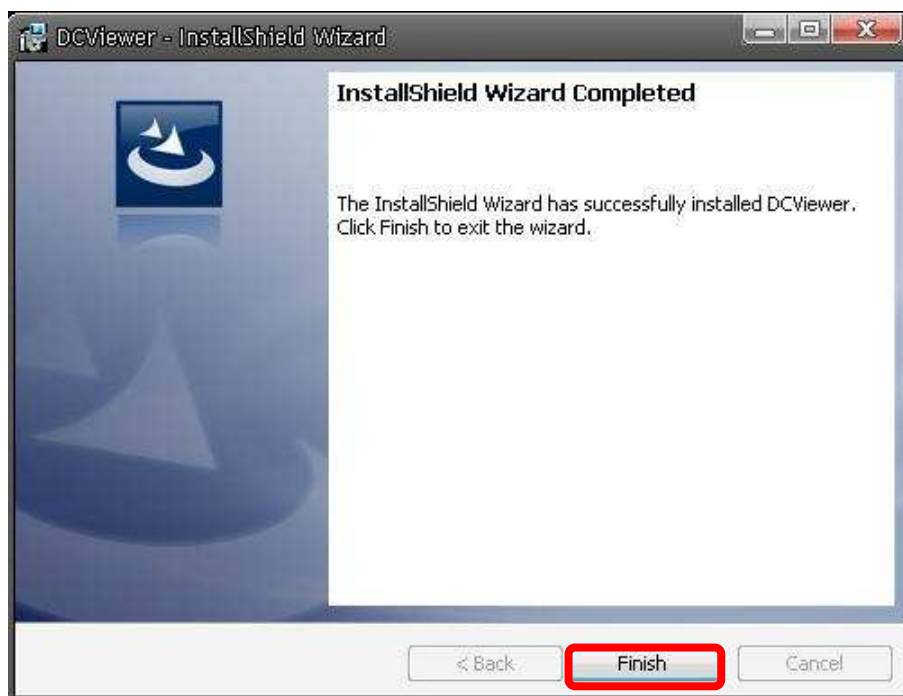 DCViewer - InstallShield Wizard
InstallShield Wizard Completed
The InstallShield Wizard has successfully installed DCViewer.
Click Finish to exit the wizard.
< Back
Finish
Cancel